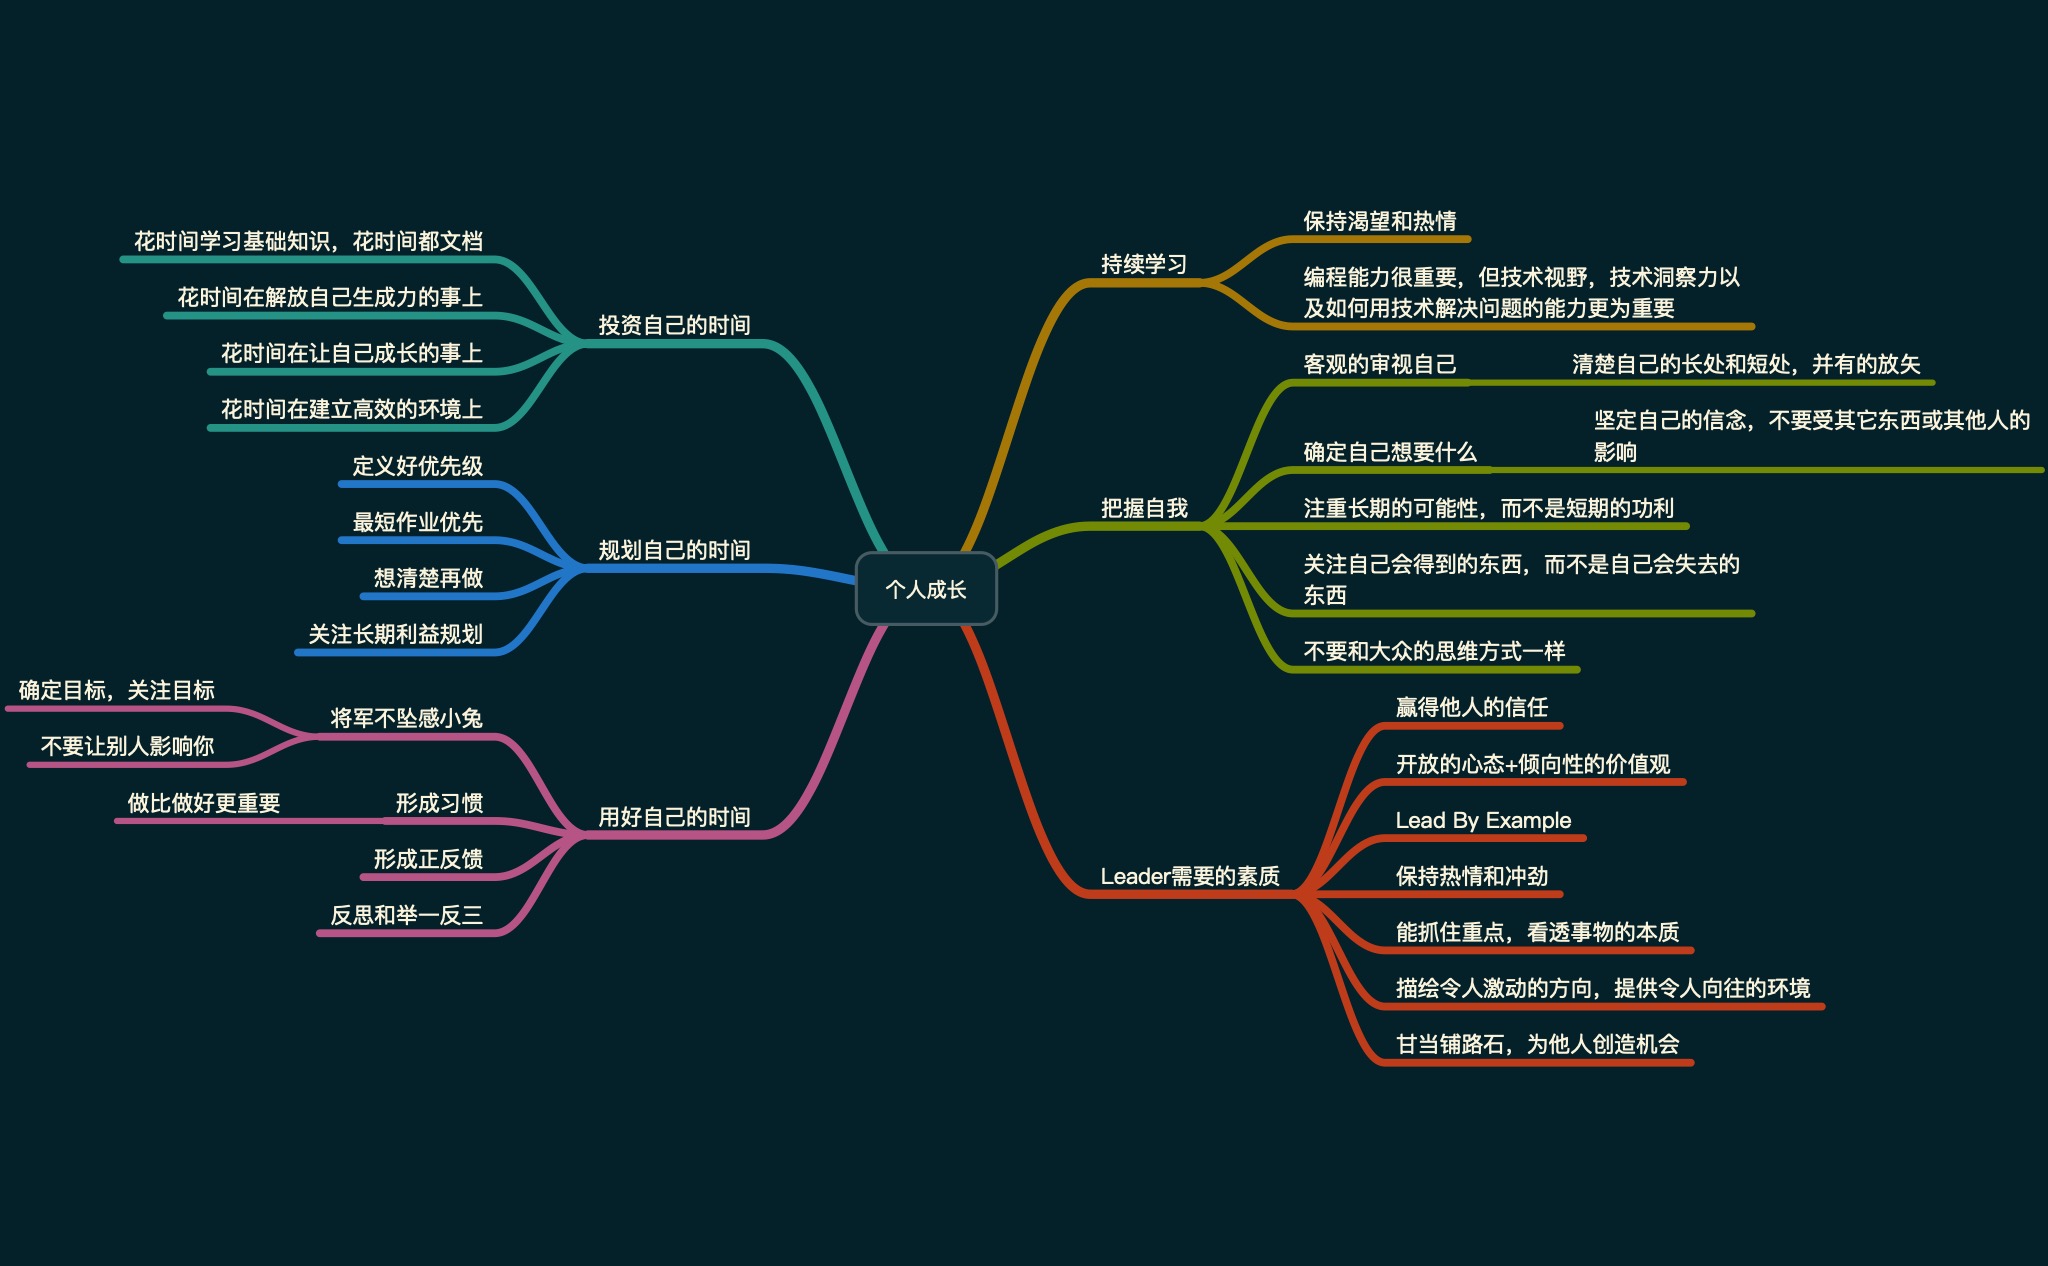 个人成长
投资自己的时间
花时间学习基础知识，花时间都文档
花时间在解放自己生成力的事上
花时间在让自己成长的事上
花时间在建立高效的环境上
规划自己的时间
定义好优先级
最短作业优先
想清楚再做
关注长期利益规划
用好自己的时间
将军不坠感小兔
确定目标，关注目标
不要让别人影响你
形成习惯
做比做好更重要
形成正反馈
反思和举一反三
持续学习
保持渴望和热情
编程能力很重要，但技术视野，技术洞察力以
及如何用技术解决问题的能力更为重要
把握自我
客观的审视自己
清楚自己的长处和短处，并有的放矢
确定自己想要什么
坚定自己的信念，不要受其它东西或其他人的
影响
注重长期的可能性，而不是短期的功利
关注自己会得到的东西，而不是自己会失去的
东西
不要和大众的思维方式一样
Leader需要的素质
赢得他人的信任
开放的心态+倾向性的价值观
Lead By Example
保持热情和冲劲
能抓住重点，看透事物的本质
描绘令人激动的方向，提供令人向往的环境
甘当铺路石，为他人创造机会